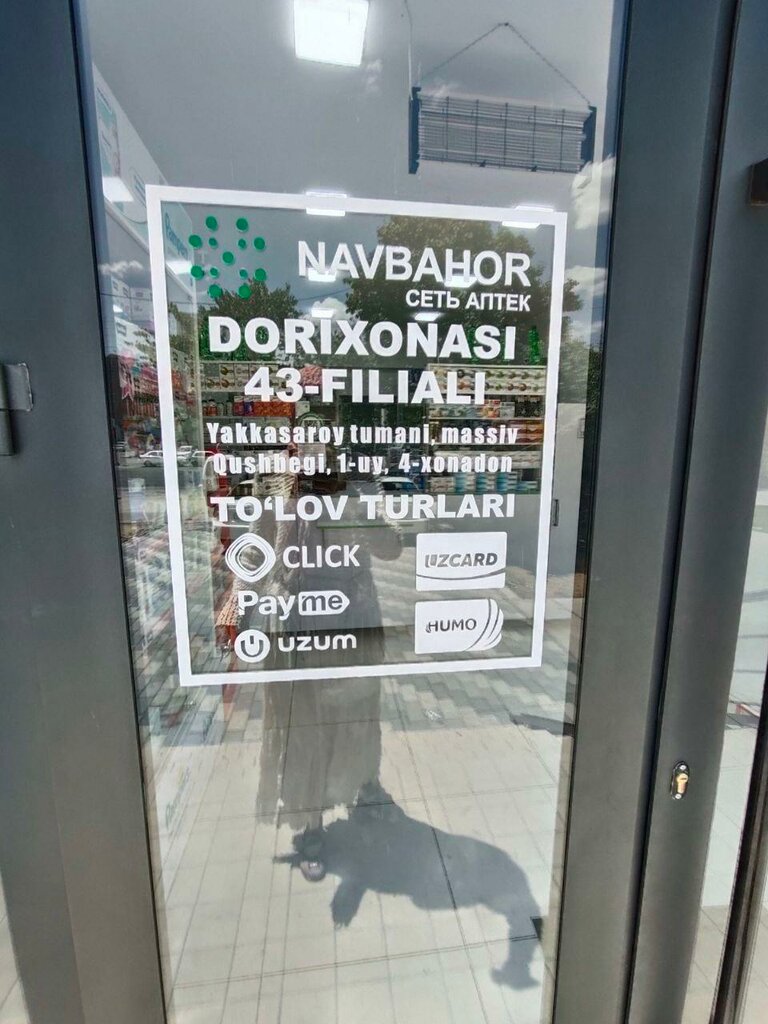 NAVBAHOR
СЕТЬ АПТЕК
DORIXONASI
43-FILIALI
Yakkasaroy tumani, massiv
Qushbegi, 1-uy, 4-xonadon
TO‘LOV TURLARI
CLICK
UZCARD
Payme
HUMO
uzum